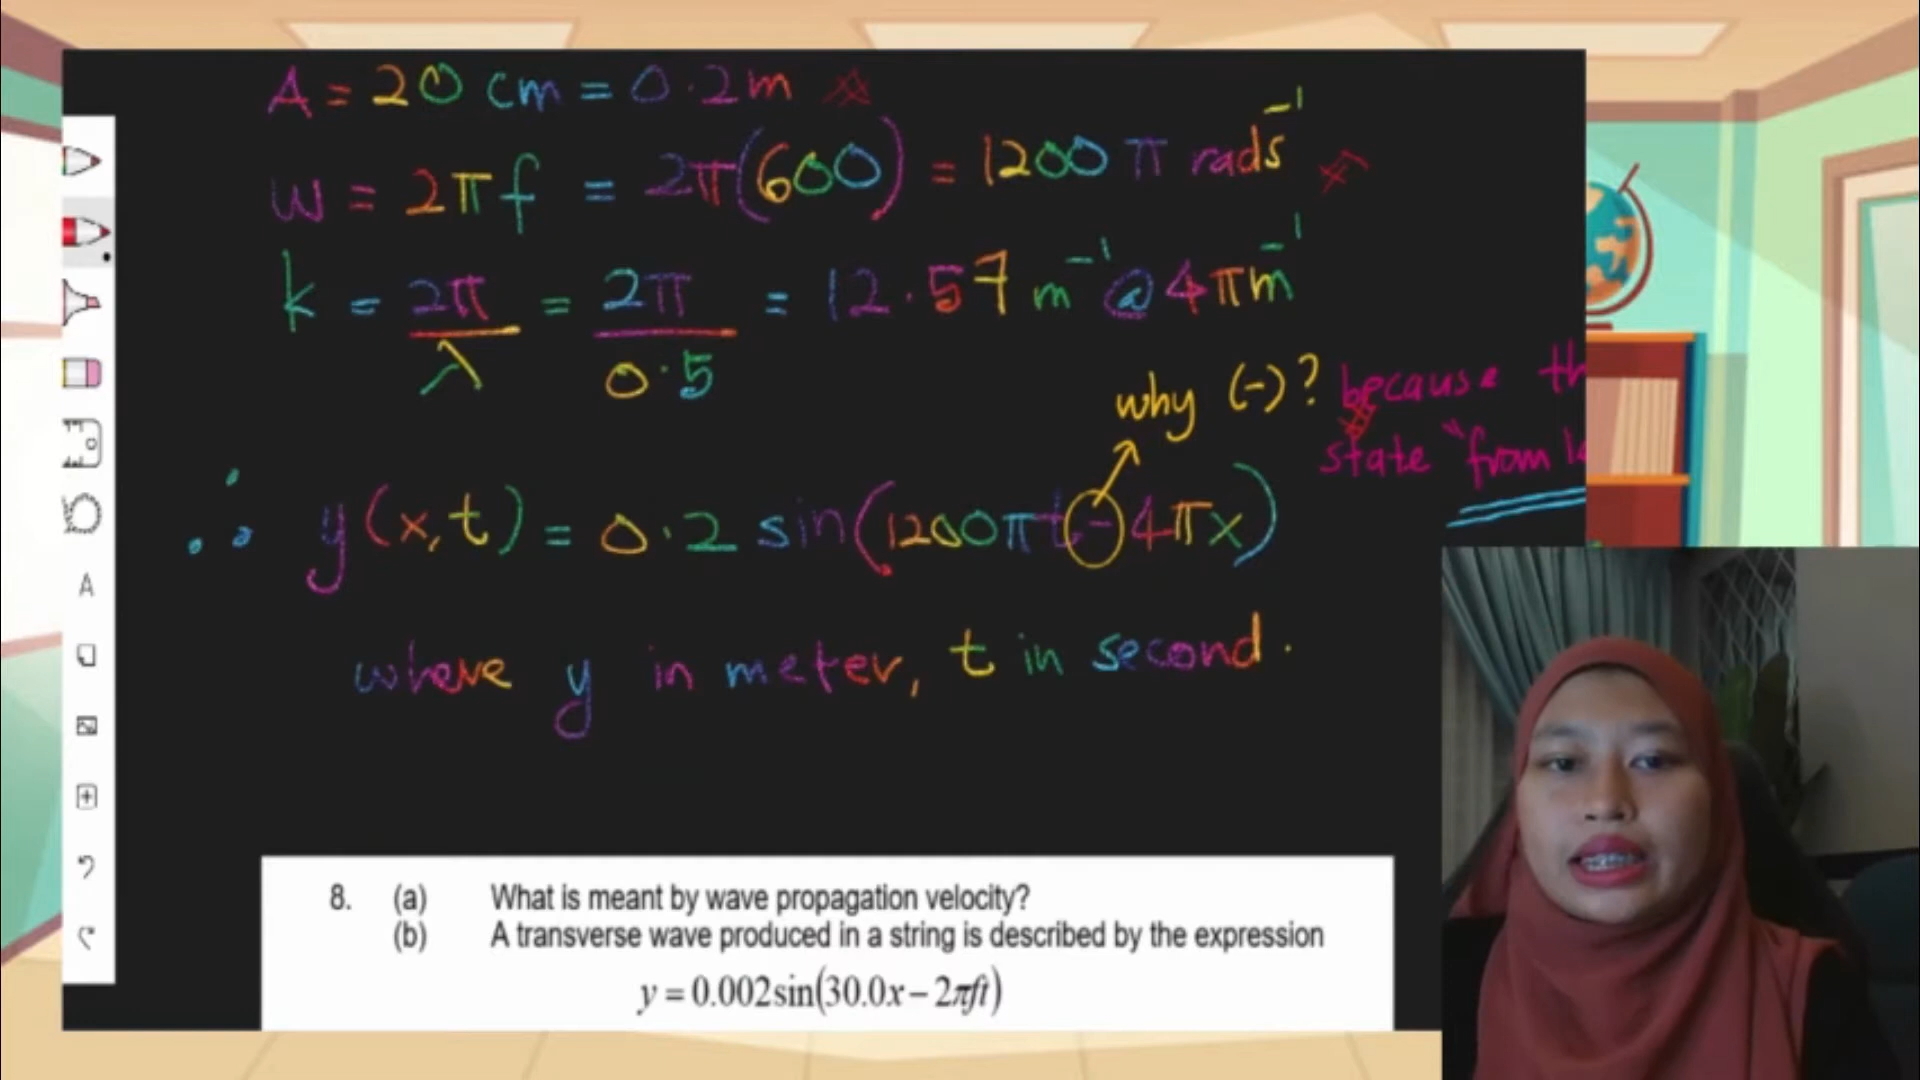 A = 20 cm = 0.2m
w = 2πf = 2π(600) = 1200 π rads⁻¹
k = 2π/λ = 2π/0.5 = 12.57 m⁻¹ @ 4πm⁻¹
why (-)? because
state "from
∴ y(x,t) = 0.2 sin(1200πt - 4πx)
where y in meter, t in second.
8. (a) What is meant by wave propagation velocity?
(b) A transverse wave produced in a string is described by the expression
y = 0.002sin(30.0x − 2πft)